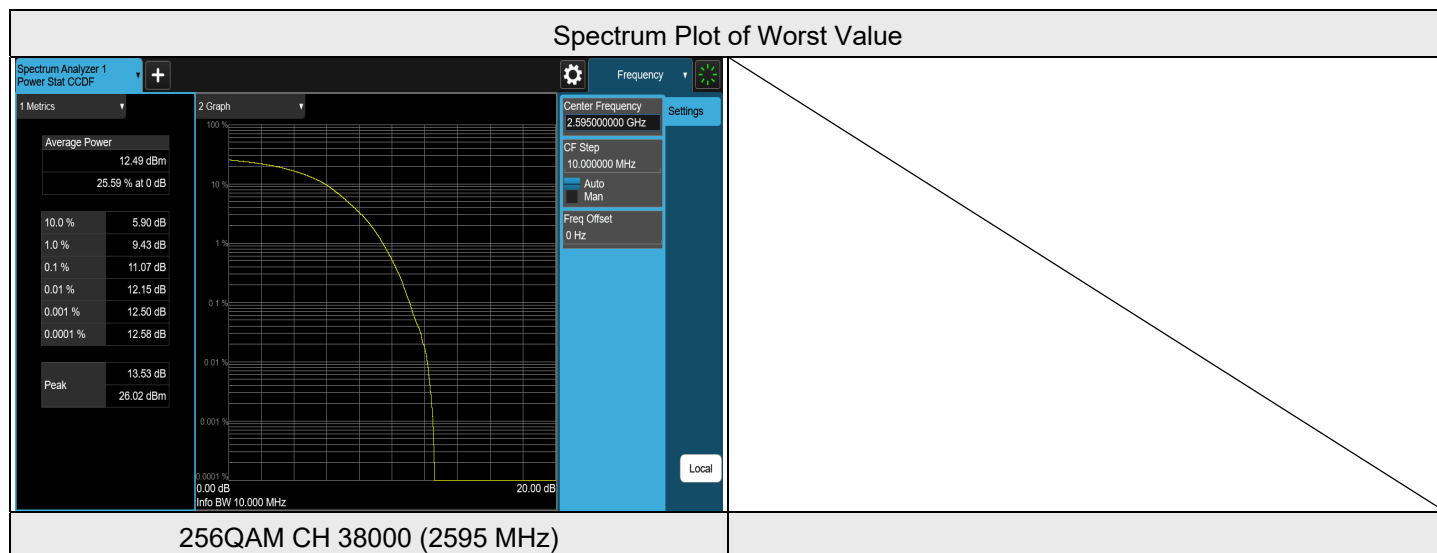 Spectrum Plot of Worst Value
Spectrum Analyzer 1
Power Stat CCDF
+
Frequency
1 Metrics
Average Power
12.49 dBm
25.59 % at 0 dB
10.0 % 5.90 dB
1.0 % 9.43 dB
0.1 % 11.07 dB
0.01 % 12.15 dB
0.001 % 12.50 dB
0.0001 % 12.58 dB
Peak
13.53 dB
26.02 dBm
2 Graph
100 %
10 %
1 %
0.1 %
0.01 %
0.001 %
0.0001 %
0.00 dB 20.00 dB
Info BW 10.000 MHz
Center Frequency
2.595000000 GHz
CF Step
10.000000 MHz
Auto
Man
Freq Offset
0 Hz
Settings
Local
256QAM CH 38000 (2595 MHz)